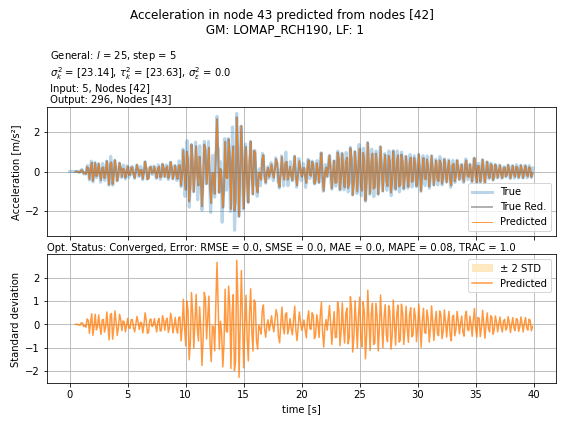 Acceleration in node 43 predicted from nodes [42]
GM: LOMAP_RCH190, LF: 1
General: l = 25, step = 5
σ²ₖ = [23.14], τ²ₖ = [23.63], σ²ε = 0.0
Input: 5, Nodes [42]
Output: 296, Nodes [43]
Acceleration [m/s²]
2
0
−2
True
True Red.
Predicted
Opt. Status: Converged, Error: RMSE = 0.0, SMSE = 0.0, MAE = 0.0, MAPE = 0.08, TRAC = 1.0
Standard deviation
2
1
0
−1
−2
± 2 STD
Predicted
0 5 10 15 20 25 30 35 40
time [s]